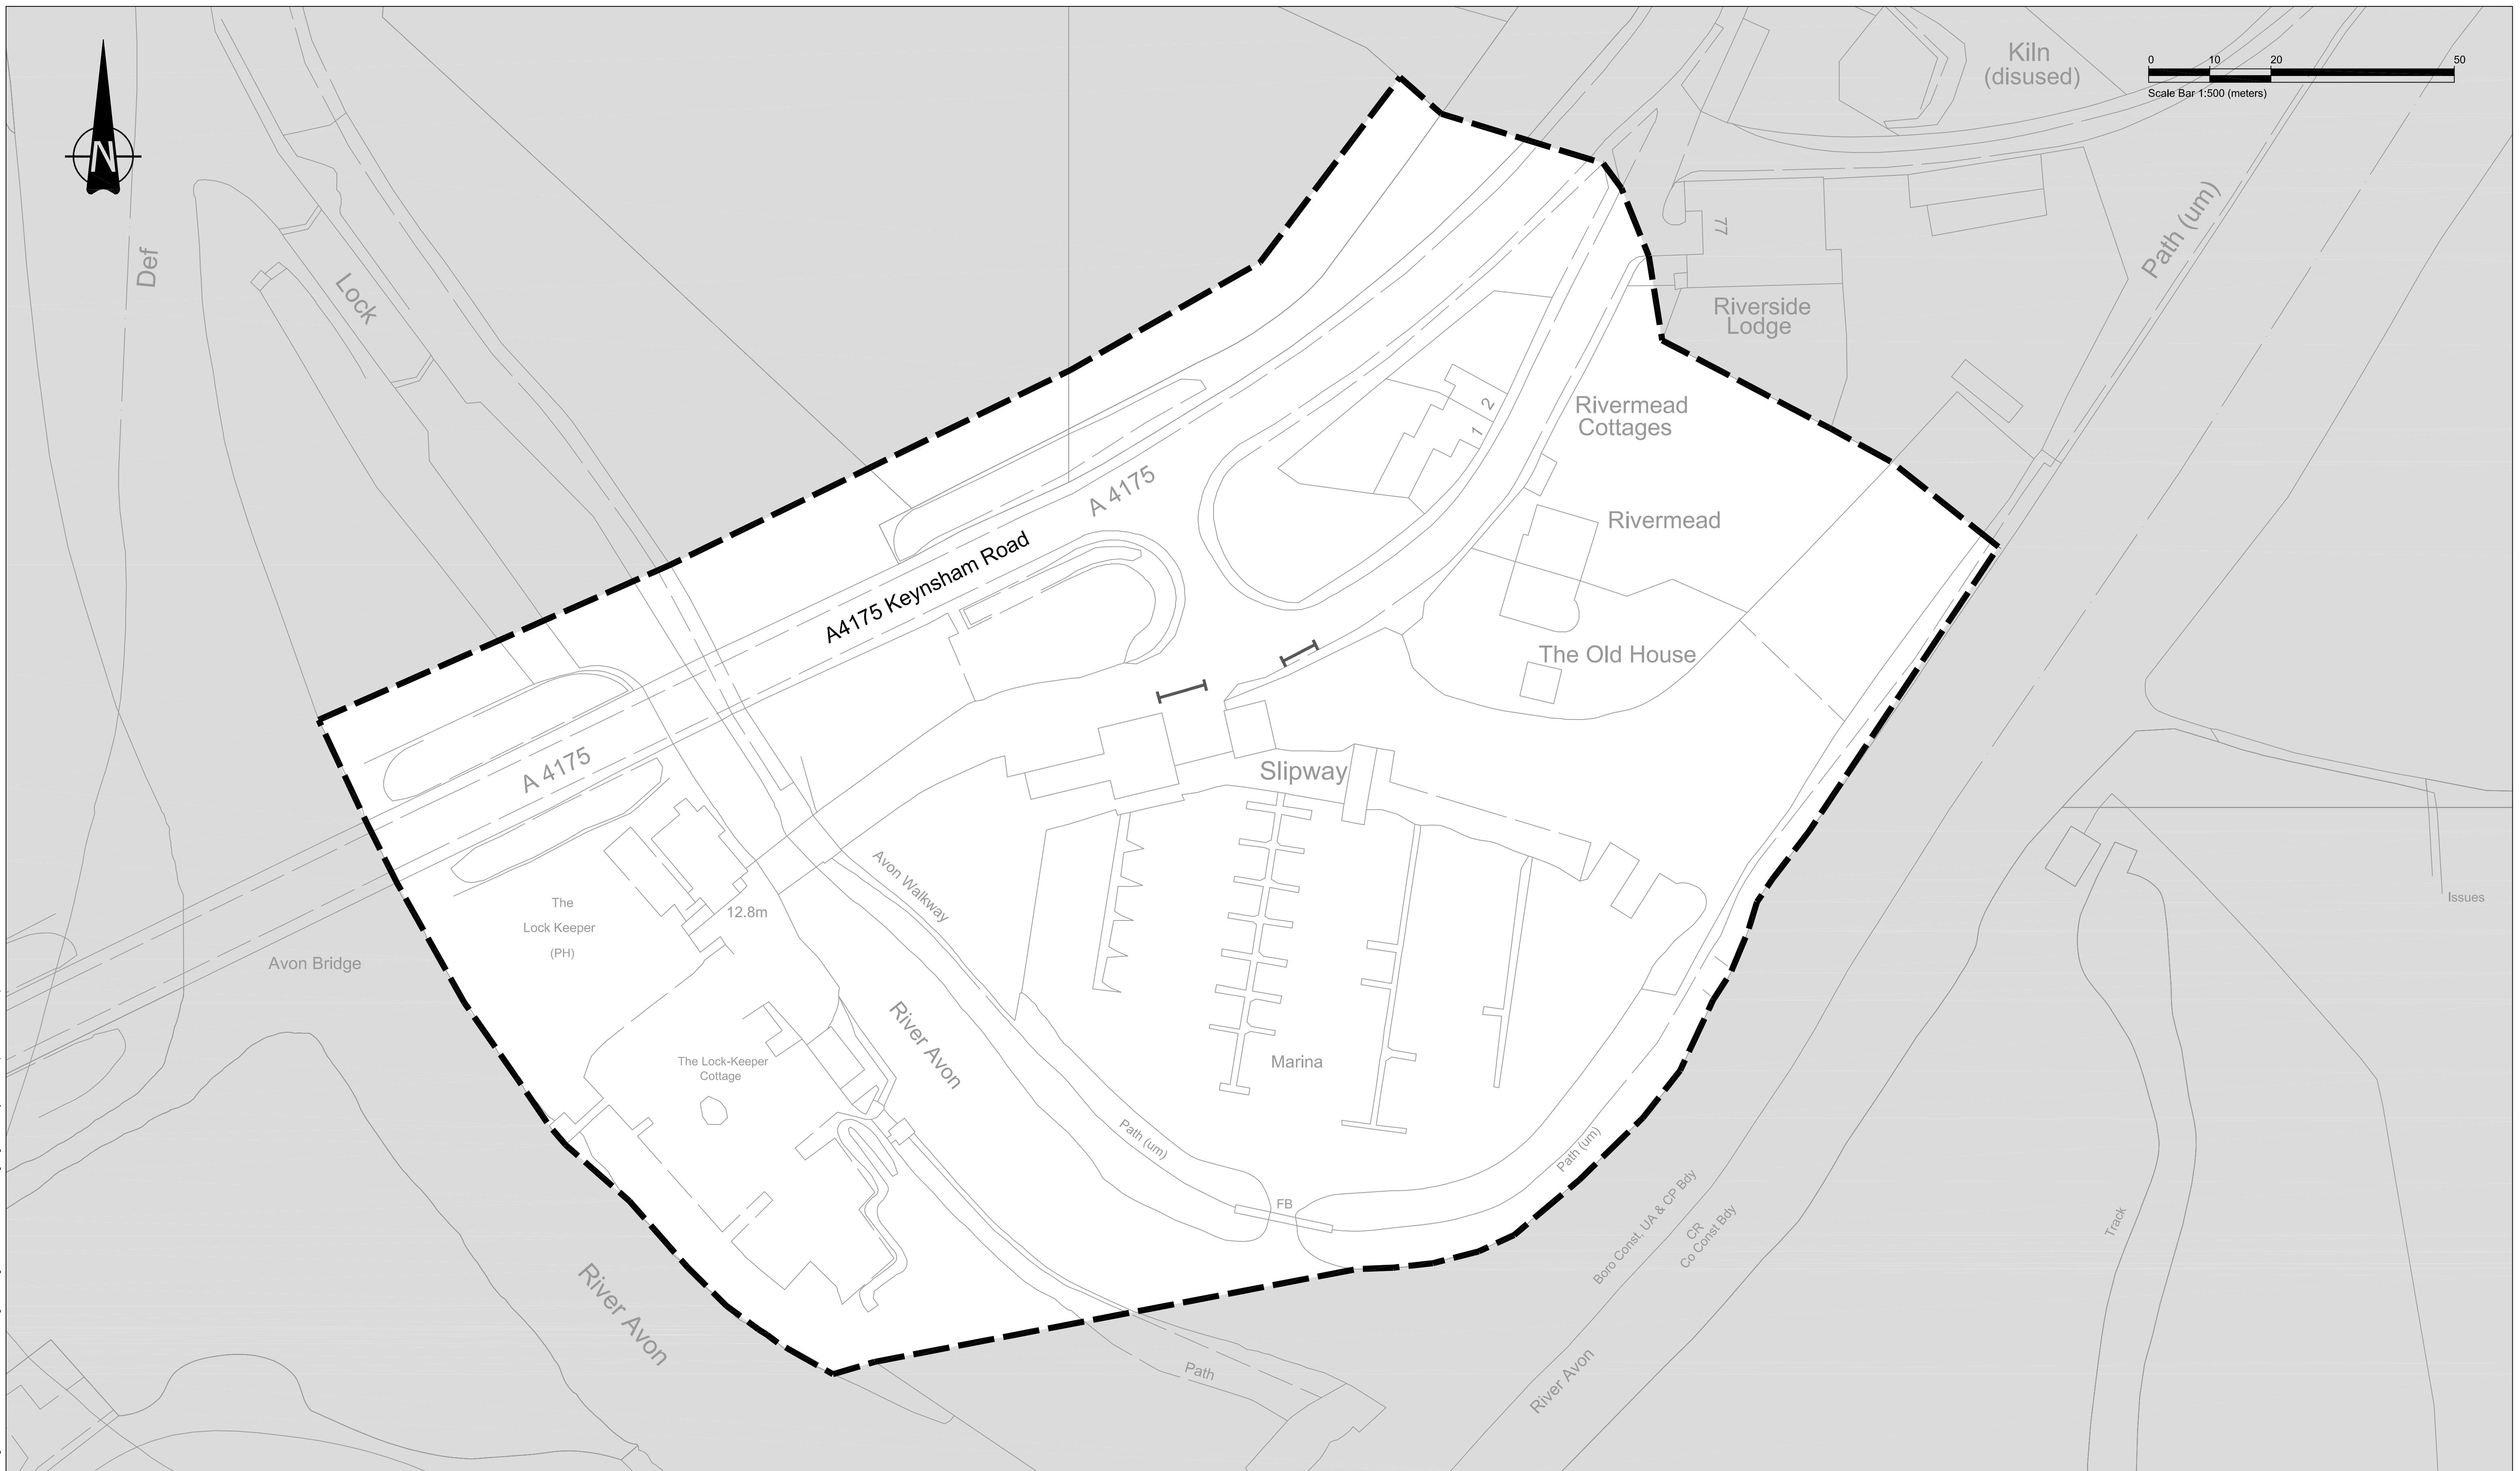 Kiln
(disused)
0 10 20 50
Scale Bar 1:500 (meters)
N
Def
Lock
77
Path (um)
Riverside
Lodge
Rivermead
Cottages
2
1
A 4175
Rivermead
A4175 Keynsham Road
The Old House
A 4175
Slipway
The
Lock Keeper
(PH)
12.8m
Avon Walkway
Issues
Avon Bridge
River Avon
The Lock-Keeper
Cottage
Marina
Path (um)
Path (um)
FB
Boro Const, UA & CP Bdy
CR
Co Const Bdy
Track
River Avon
Path
River Avon